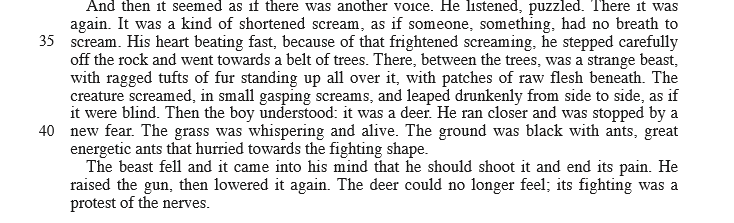 And then it seemed as if there was another voice. He listened, puzzled. There it was
again. It was a kind of shortened scream, as if someone, something, had no breath to
35 scream. His heart beating fast, because of that frightened screaming, he stepped carefully
off the rock and went towards a belt of trees. There, between the trees, was a strange beast,
with ragged tufts of fur standing up all over it, with patches of raw flesh beneath. The
creature screamed, in small gasping screams, and leaped drunkenly from side to side, as if
it were blind. Then the boy understood: it was a deer. He ran closer and was stopped by a
40 new fear. The grass was whispering and alive. The ground was black with ants, great
energetic ants that hurried towards the fighting shape.
The beast fell and it came into his mind that he should shoot it and end its pain. He
raised the gun, then lowered it again. The deer could no longer feel; its fighting was a
protest of the nerves.